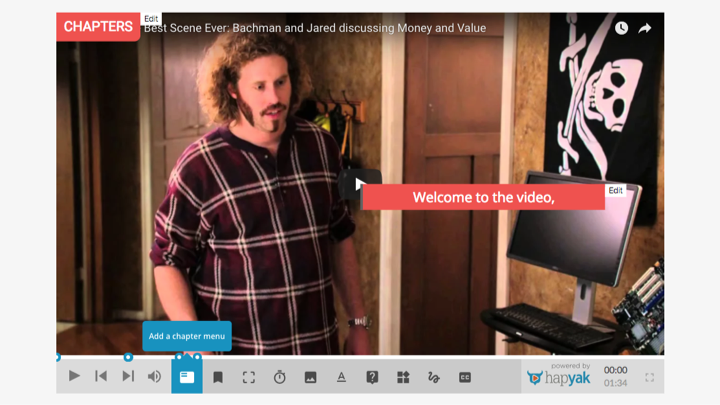 CHAPTERS
Edit
Best Scene Ever: Bachman and Jared discussing Money and Value
Edit
Welcome to the video,
Add a chapter menu
A
?
CC
powered by
hapyak
00:00
01:34